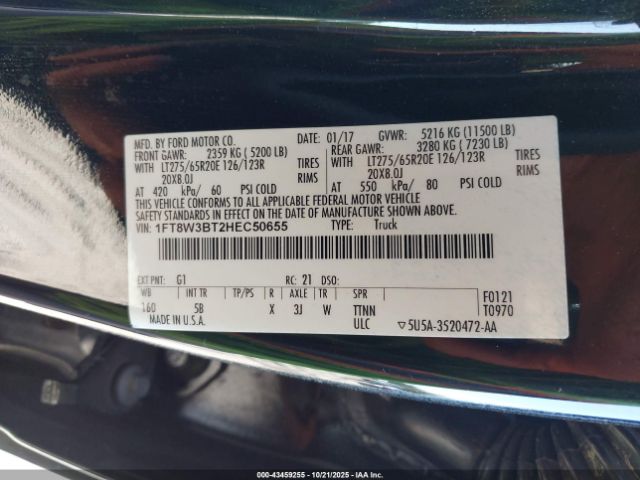 MFD. BY FORD MOTOR CO. 01/17 GVWR: 5216 KG (11500 LB)
FRONT GAWR: 2359 KG (5200 LB) REAR GAWR: 3280 KG (7230 LB)
WITH LT275/65R20E 126/123R TIRES WITH LT275/65R20E 126/123R TIRES
20X8.0J RIMS 20X8.0J RIMS
AT 420 kPa/ 60 PSI COLD AT 550 kPa/ 80 PSI COLD
THIS VEHICLE CONFORMS TO ALL APPLICABLE FEDERAL MOTOR VEHICLE
SAFETY STANDARDS IN EFFECT ON THE DATE OF MANUFACTURE SHOWN ABOVE.
VIN: 1FT8W3BT2HEC50655 TYPE: Truck
EXT PNT: G1 RC: 21 DSO:
WB INT TR TP/PS R AXLE TR SPR F0121
160 5B X 3J W TTNN T0970
MADE IN U.S.A. ULC 5U5A-3520472-AA
000-43459255 - 10/21/2025 - IAAI.COM